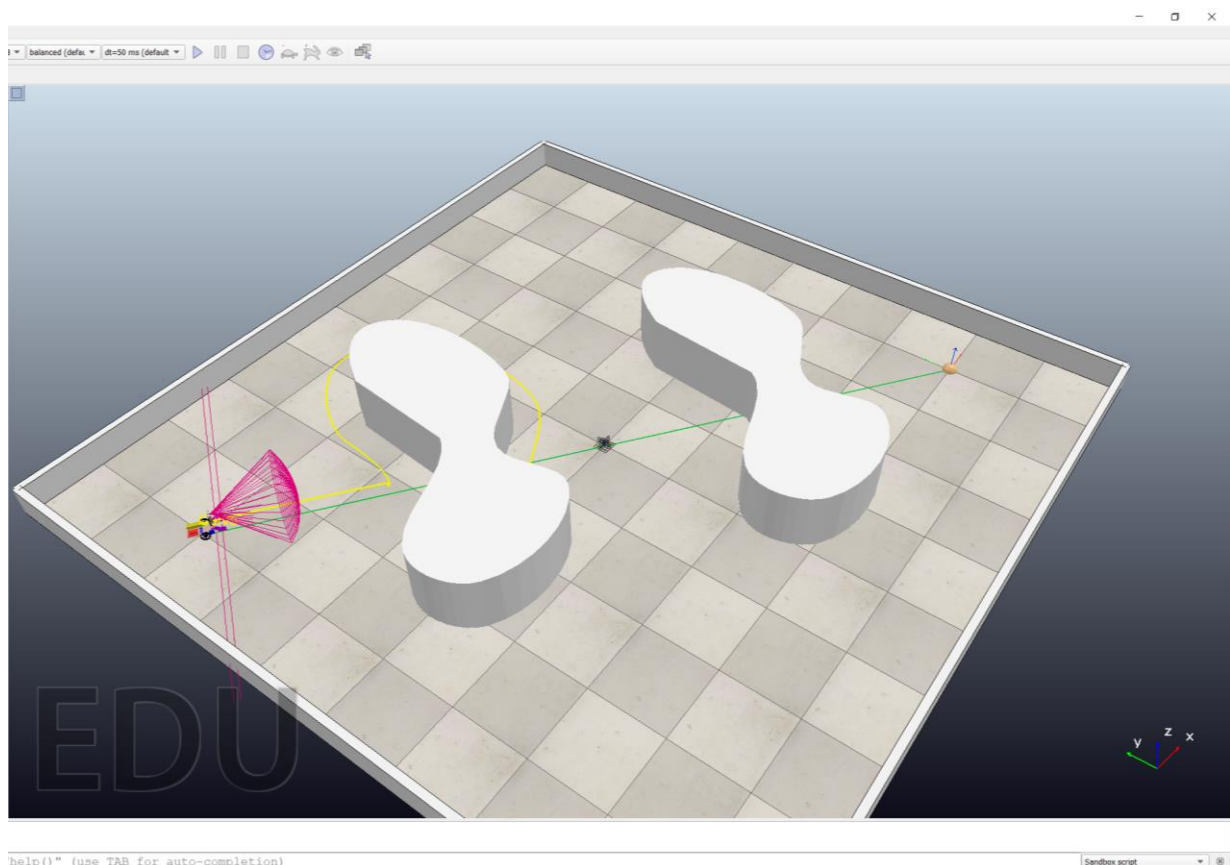 balanced (defau dt=50 ms (default
EDU
z
y x
help()" (use TAB for auto-completion)
Sandbox script